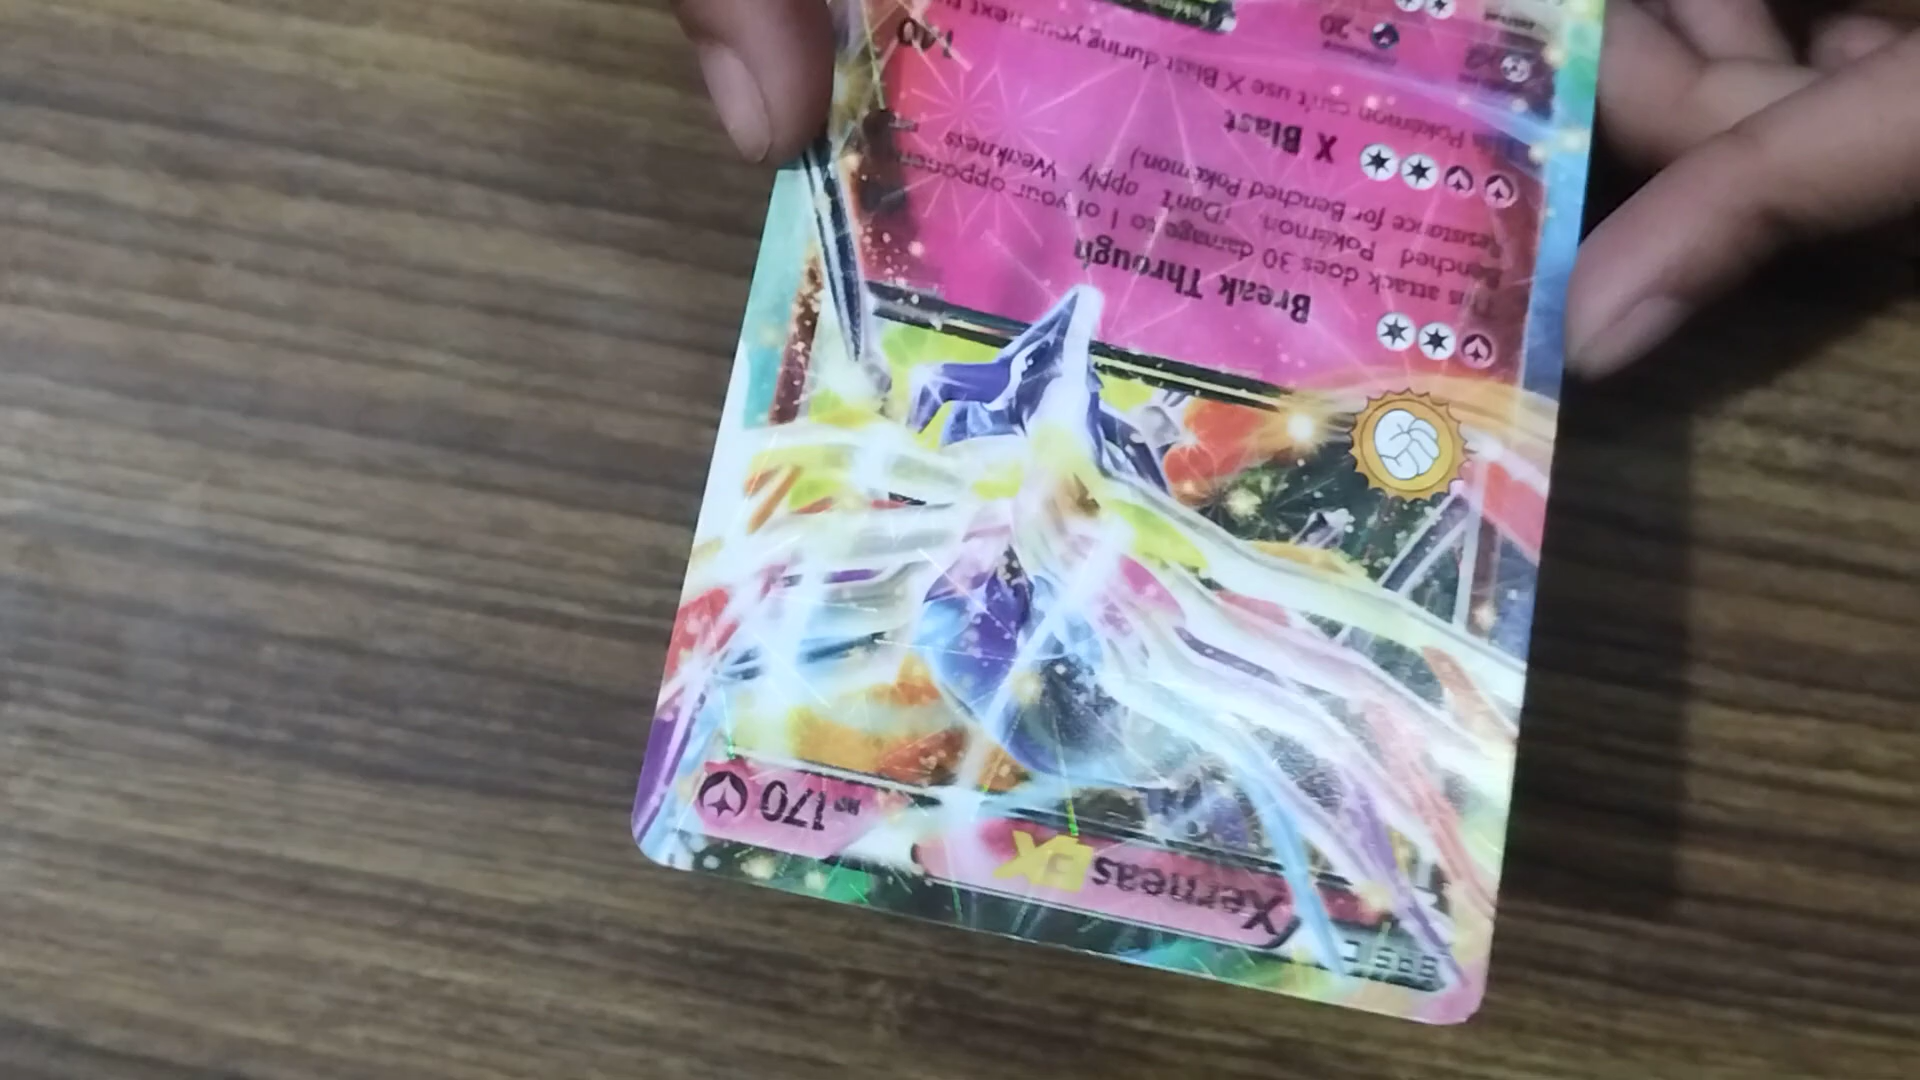 BASIC
Xerneas EX
HP 170
Break Through
This attack does 30 damage to 1 of your opponent
Benched Pokémon. (Don't apply Weakness
Resistance for Benched Pokémon.)
X Blast
140
Pokémon can't use X Blast during your next
-20